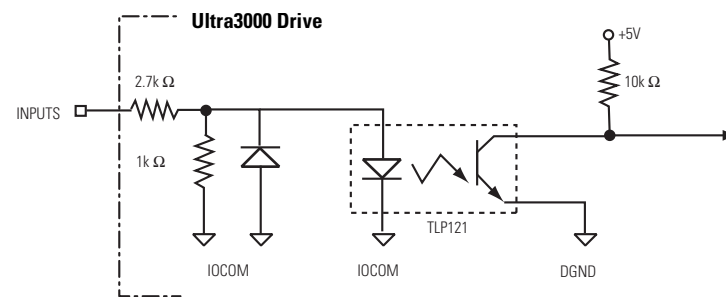 Ultra3000 Drive
+5V
2.7k Ω
10k Ω
INPUTS
1k Ω
TLP121
IOCOM
IOCOM
DGND